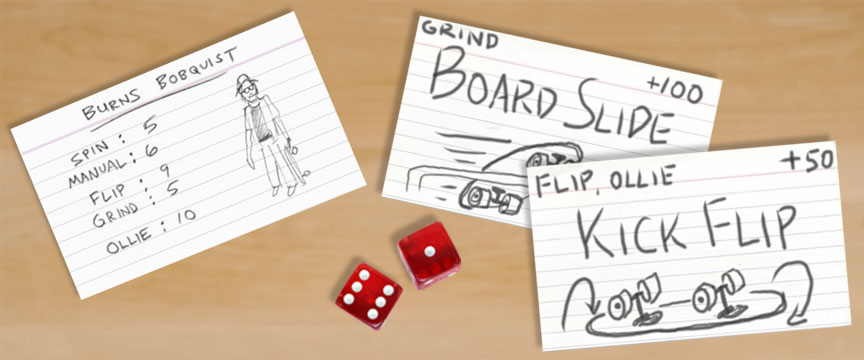 BURNS BOBQUIST
SPIN : 5
MANUAL : 6
FLIP : 9
GRIND : 5
OLLIE : 10
GRIND
+100
BOARD SLIDE
FLIP, OLLIE
+50
KICK FLIP